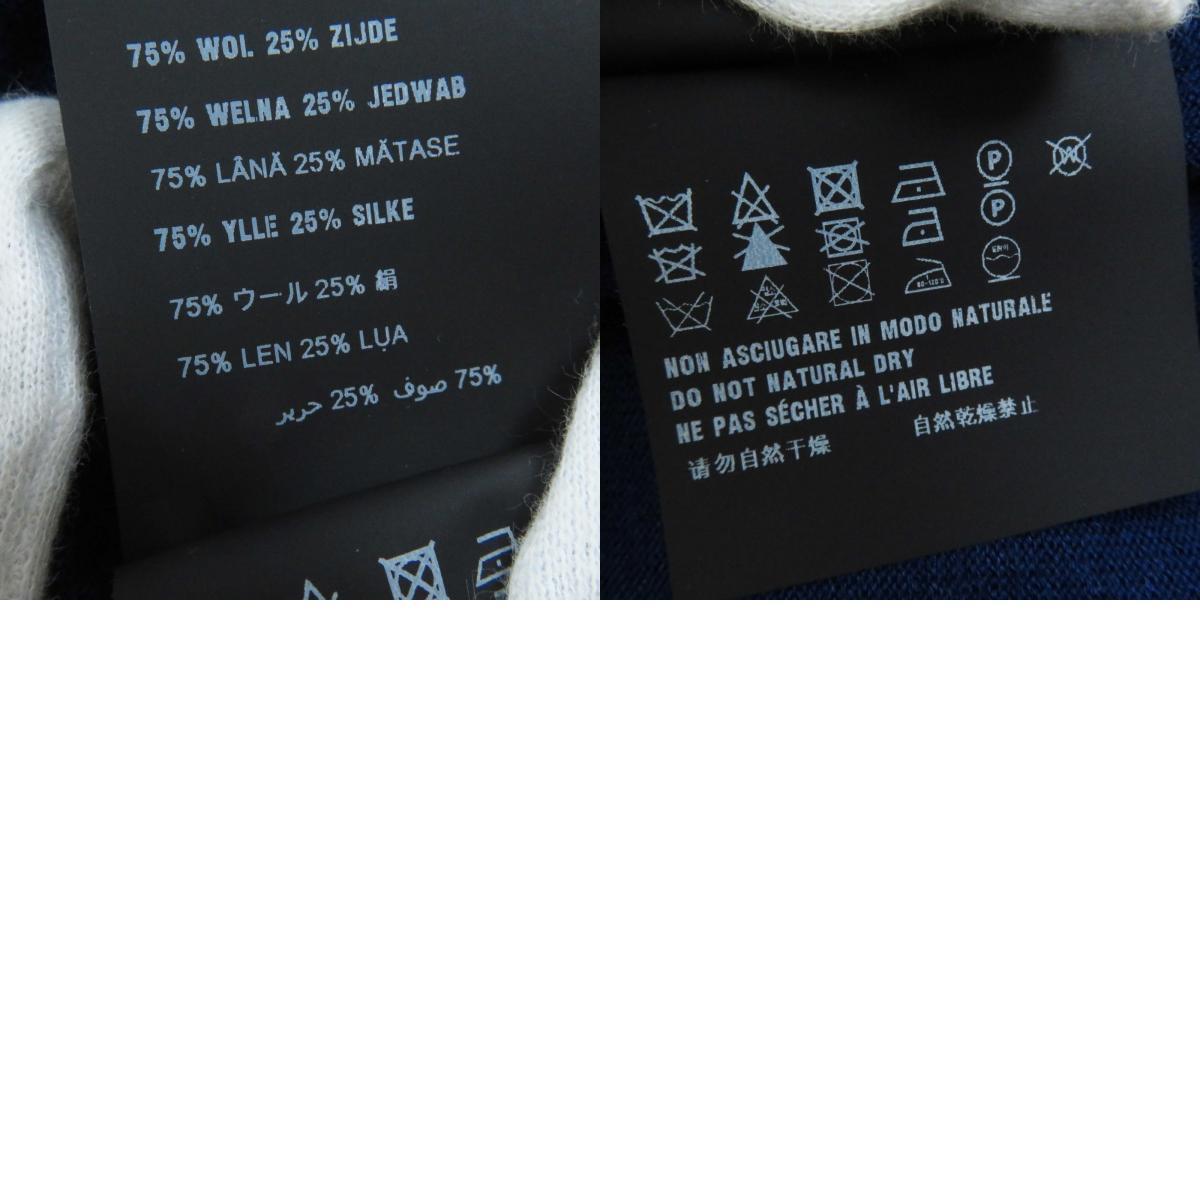 75% WOL 25% ZIJDE
75% WELNA 25% JEDWAB
75% LÂNĂ 25% MĂTASE
75% YLLE 25% SILKE
75% ウール 25% 絹
75% LEN 25% LỤA
75% صوف 25% حرير
P
W
P
NON ASCIUGARE IN MODO NATURALE
DO NOT NATURAL DRY
NE PAS SÉCHER À L'AIR LIBRE
请勿自然干燥 自然乾燥禁止